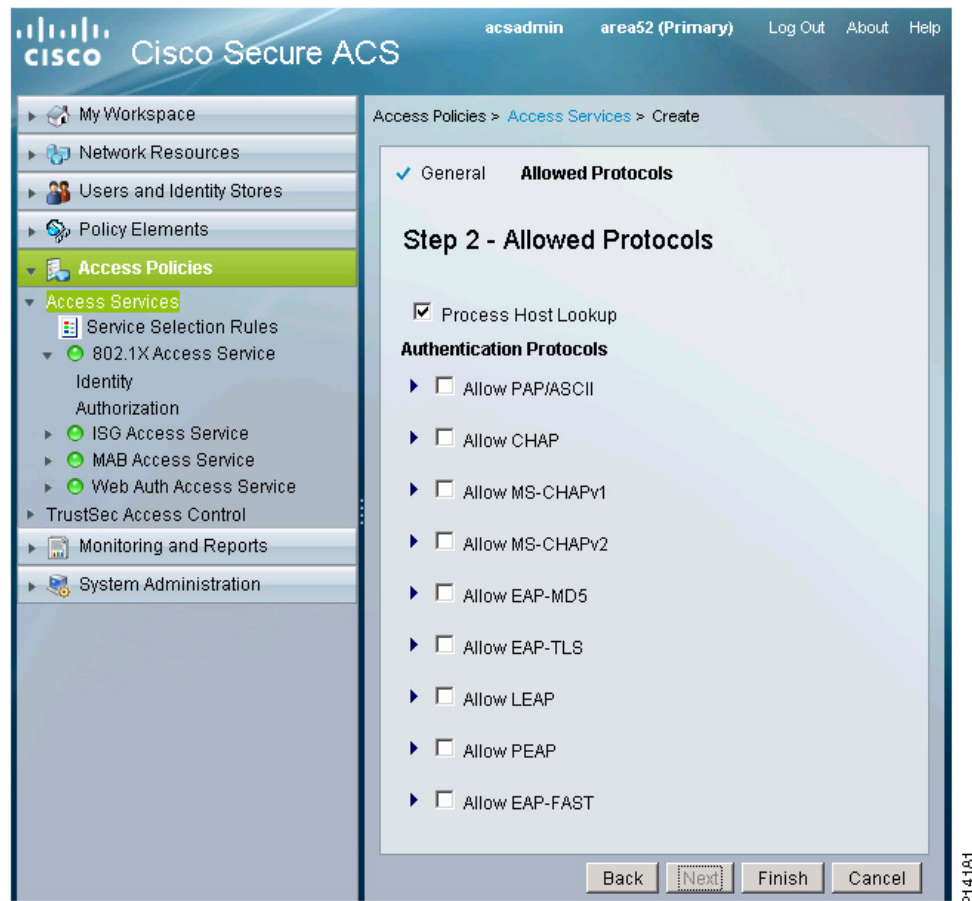 acsadmin area52 (Primary) Log Out About Help
CISCO Cisco Secure ACS
My Workspace
Network Resources
Users and Identity Stores
Policy Elements
Access Policies
Access Services
Service Selection Rules
802.1X Access Service
Identity
Authorization
ISG Access Service
MAB Access Service
Web Auth Access Service
TrustSec Access Control
Monitoring and Reports
System Administration
Access Policies > Access Services > Create
General Allowed Protocols
Step 2 - Allowed Protocols
Process Host Lookup
Authentication Protocols
Allow PAP/ASCII
Allow CHAP
Allow MS-CHAPv1
Allow MS-CHAPv2
Allow EAP-MD5
Allow EAP-TLS
Allow LEAP
Allow PEAP
Allow EAP-FAST
Back Next Finish Cancel